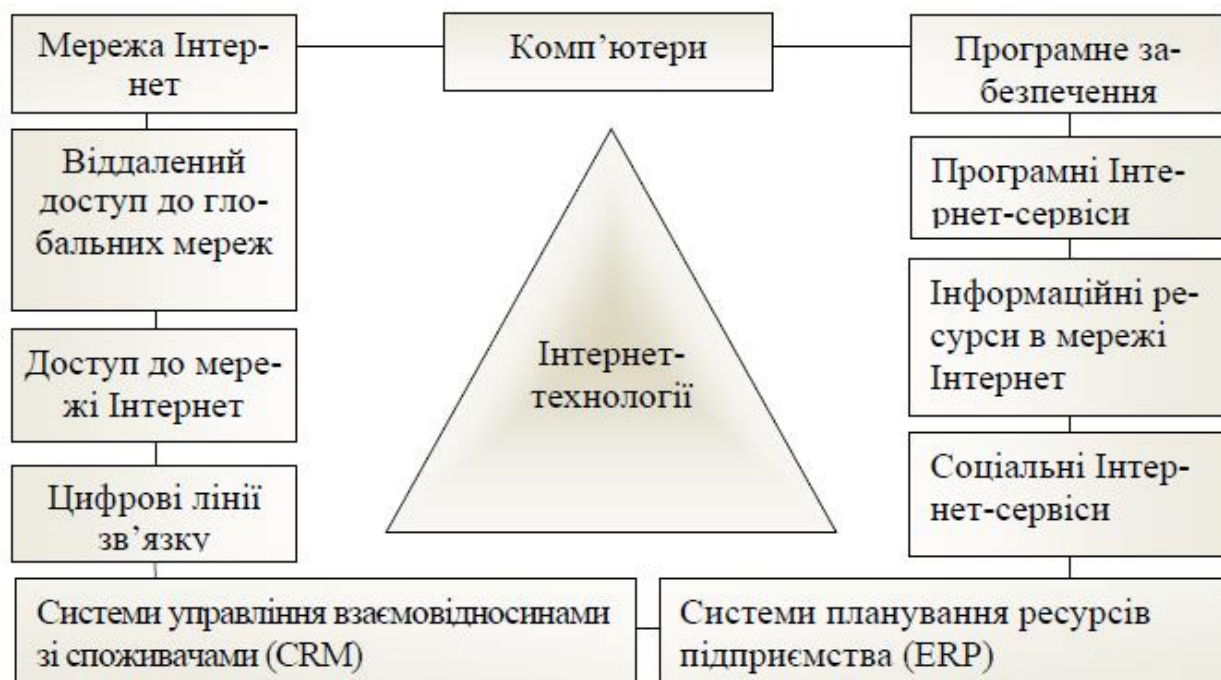 Мережа Інтер-
нет
Комп’ютери
Програмне за-
безпечення
Віддалений
доступ до гло-
бальних мереж
Програмні Інте-
рнет-сервіси
Інформаційні ре-
сурси в мережі
Інтернет
Інтернет-
технології
Доступ до мере-
жі Інтернет
Соціальні Інтер-
нет-сервіси
Цифрові лінії
зв’язку
Системи управління взаємовідносинами
зі споживачами (CRM)
Системи планування ресурсів
підприємства (ERP)